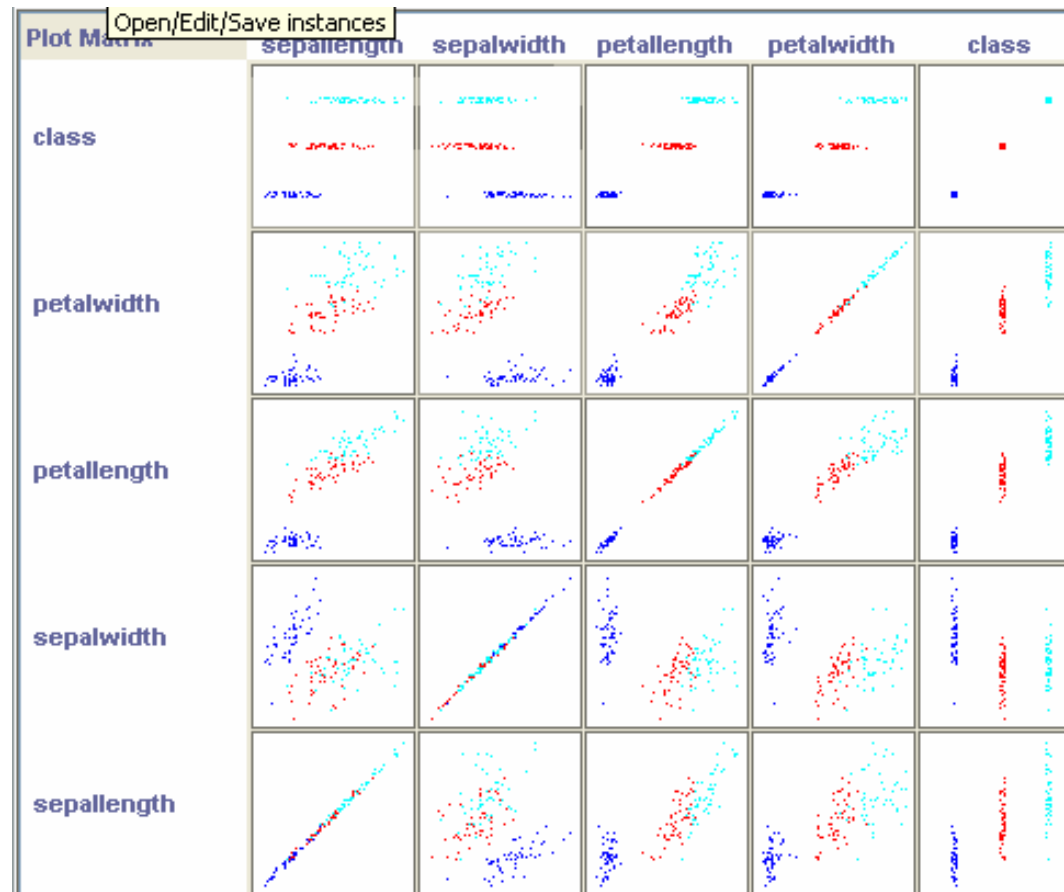 Open/Edit/Save instances
Plot Matrix sepallength sepalwidth petallength petalwidth class
class
petalwidth
petallength
sepalwidth
sepallength